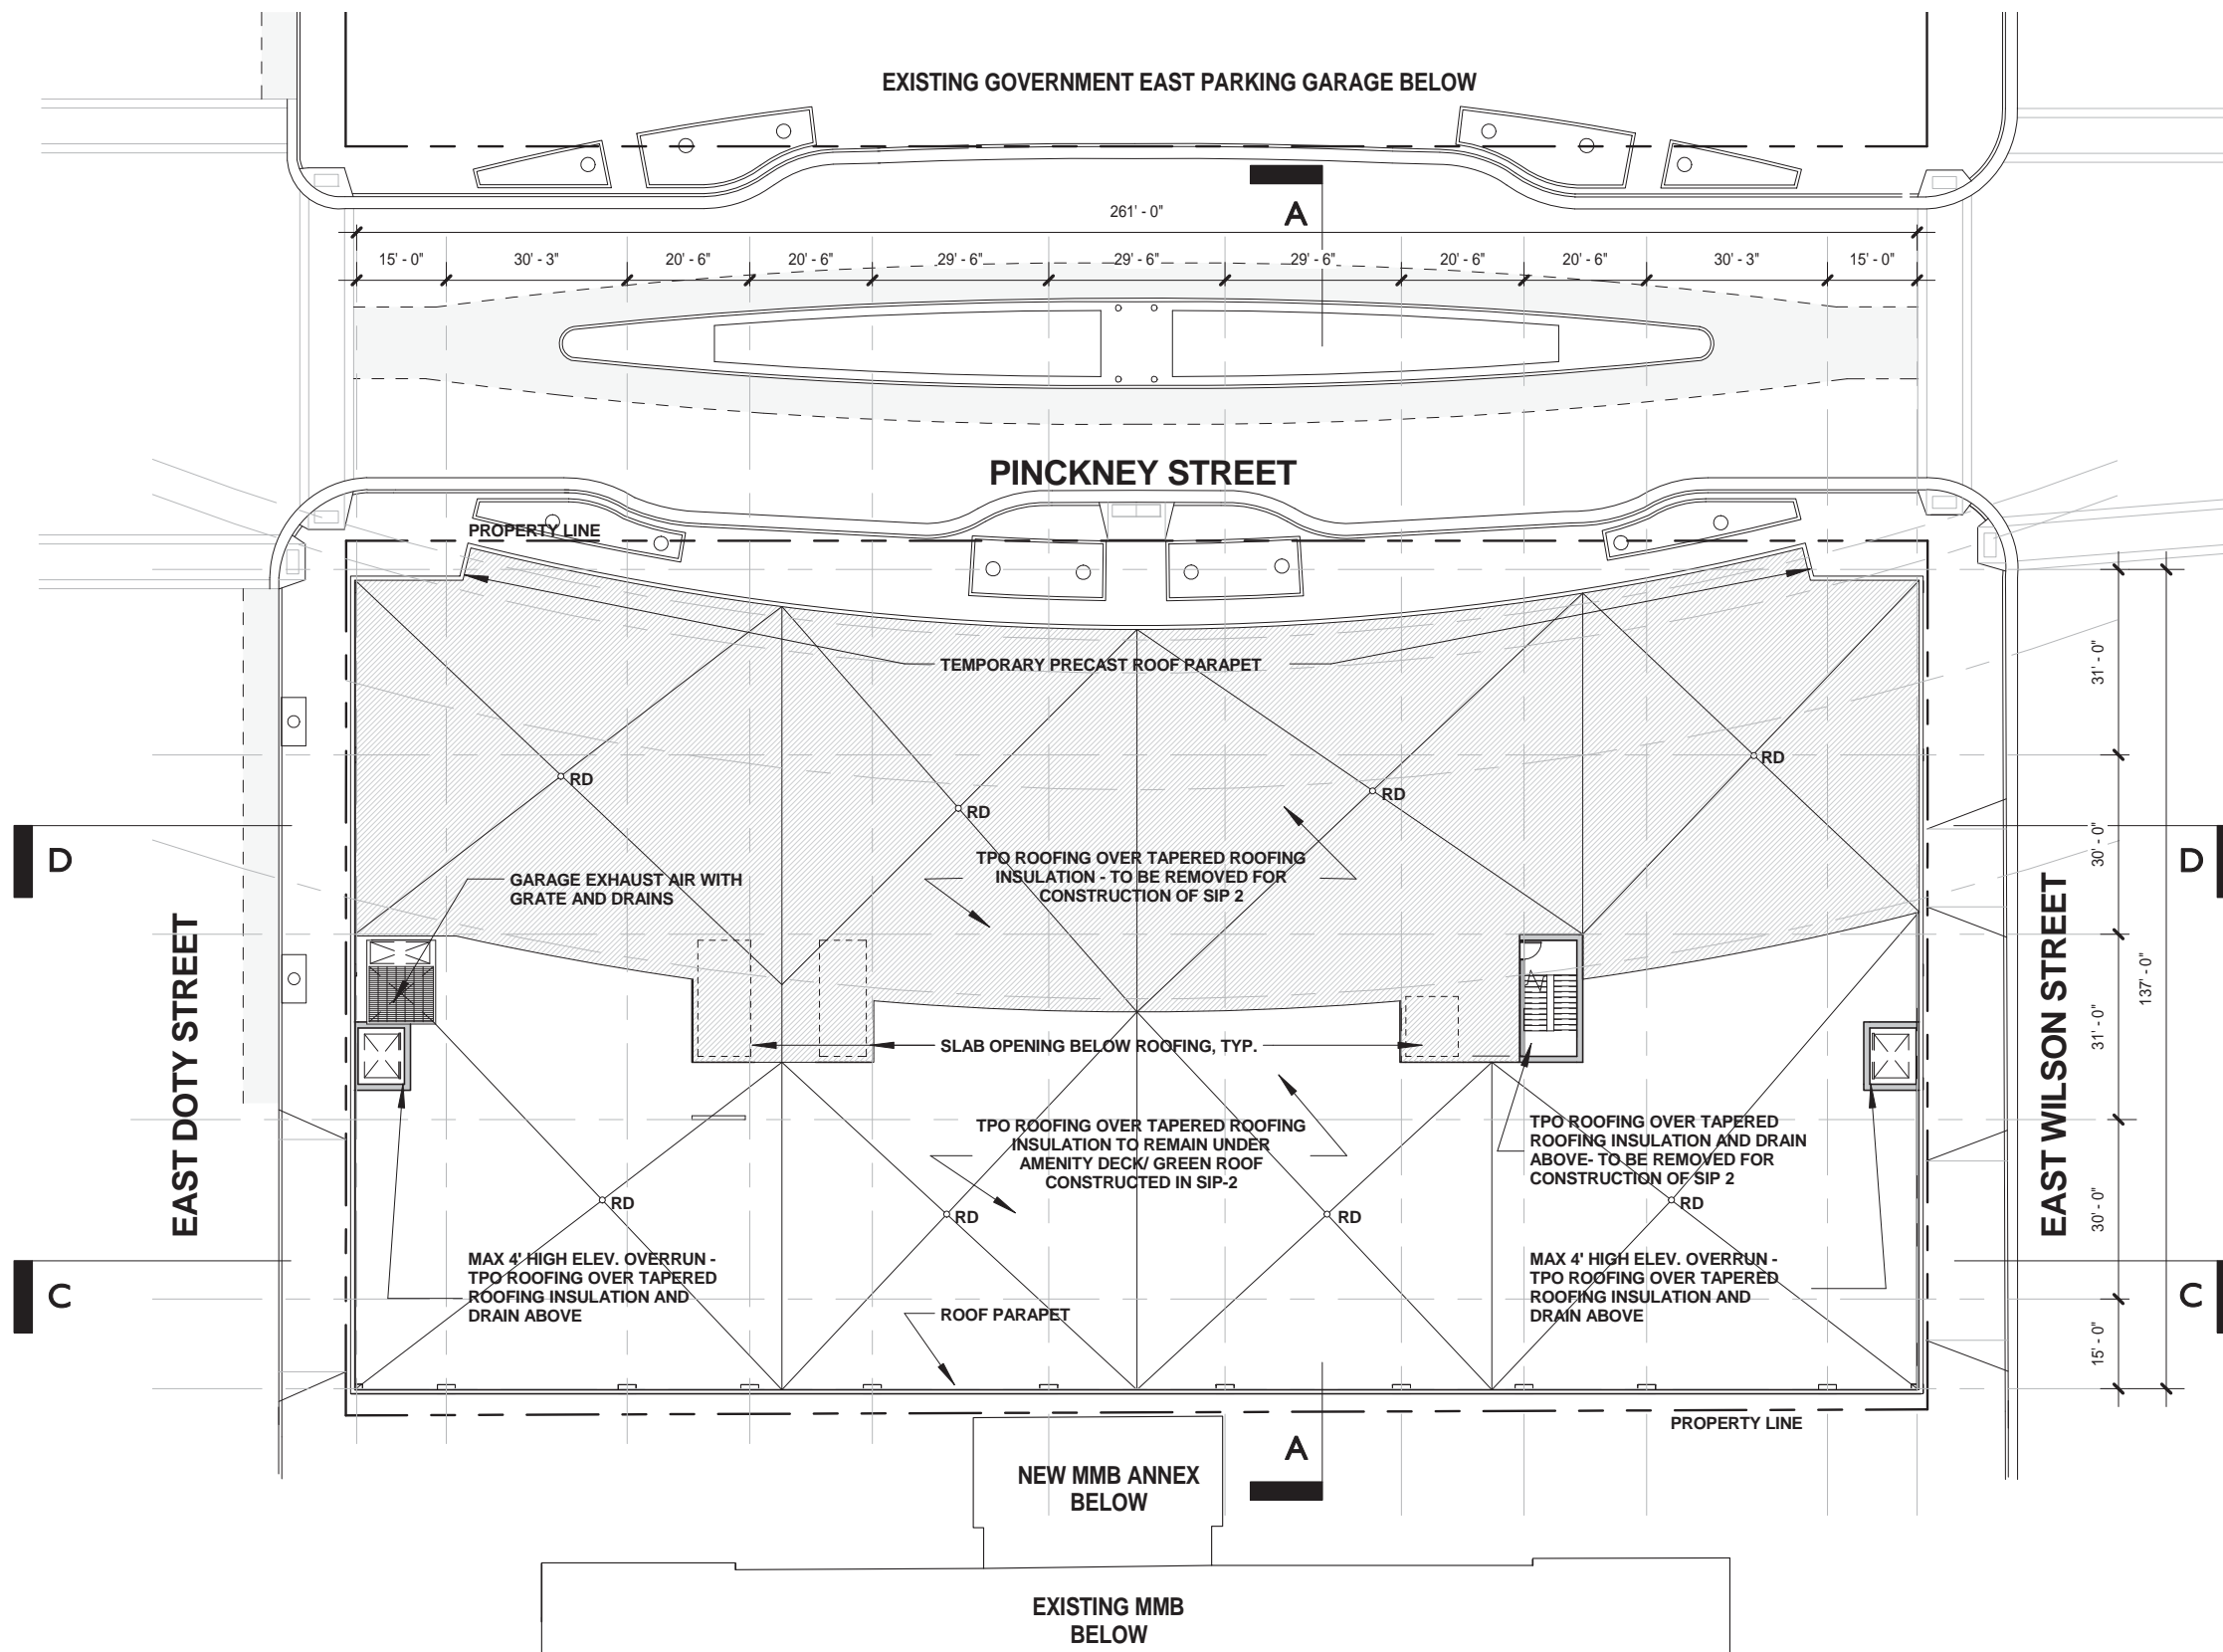 EXISTING GOVERNMENT EAST PARKING GARAGE BELOW
A
261' - 0"
15' - 0"
30' - 3"
20' - 6"
20' - 6"
29' - 6"
29' - 6"
29' - 6"
20' - 6"
20' - 6"
30' - 3"
15' - 0"
PINCKNEY STREET
PROPERTY LINE
TEMPORARY PRECAST ROOF PARAPET
31' - 0"
RD
RD
RD
RD
D
D
TPO ROOFING OVER TAPERED ROOFING
INSULATION - TO BE REMOVED FOR
CONSTRUCTION OF SIP 2
30' - 0"
GARAGE EXHAUST AIR WITH
GRATE AND DRAINS
EAST DOTY STREET
EAST WILSON STREET
137' - 0"
31' - 0"
SLAB OPENING BELOW ROOFING, TYP.
TPO ROOFING OVER TAPERED ROOFING
INSULATION TO REMAIN UNDER
AMENITY DECK/ GREEN ROOF
CONSTRUCTED IN SIP-2
TPO ROOFING OVER TAPERED
ROOFING INSULATION AND DRAIN
ABOVE- TO BE REMOVED FOR
CONSTRUCTION OF SIP 2
RD
RD
RD
RD
30' - 0"
MAX 4' HIGH ELEV. OVERRUN -
TPO ROOFING OVER TAPERED
ROOFING INSULATION AND
DRAIN ABOVE
MAX 4' HIGH ELEV. OVERRUN -
TPO ROOFING OVER TAPERED
ROOFING INSULATION AND
DRAIN ABOVE
C
C
ROOF PARAPET
15' - 0"
PROPERTY LINE
A
NEW MMB ANNEX
BELOW
EXISTING MMB
BELOW